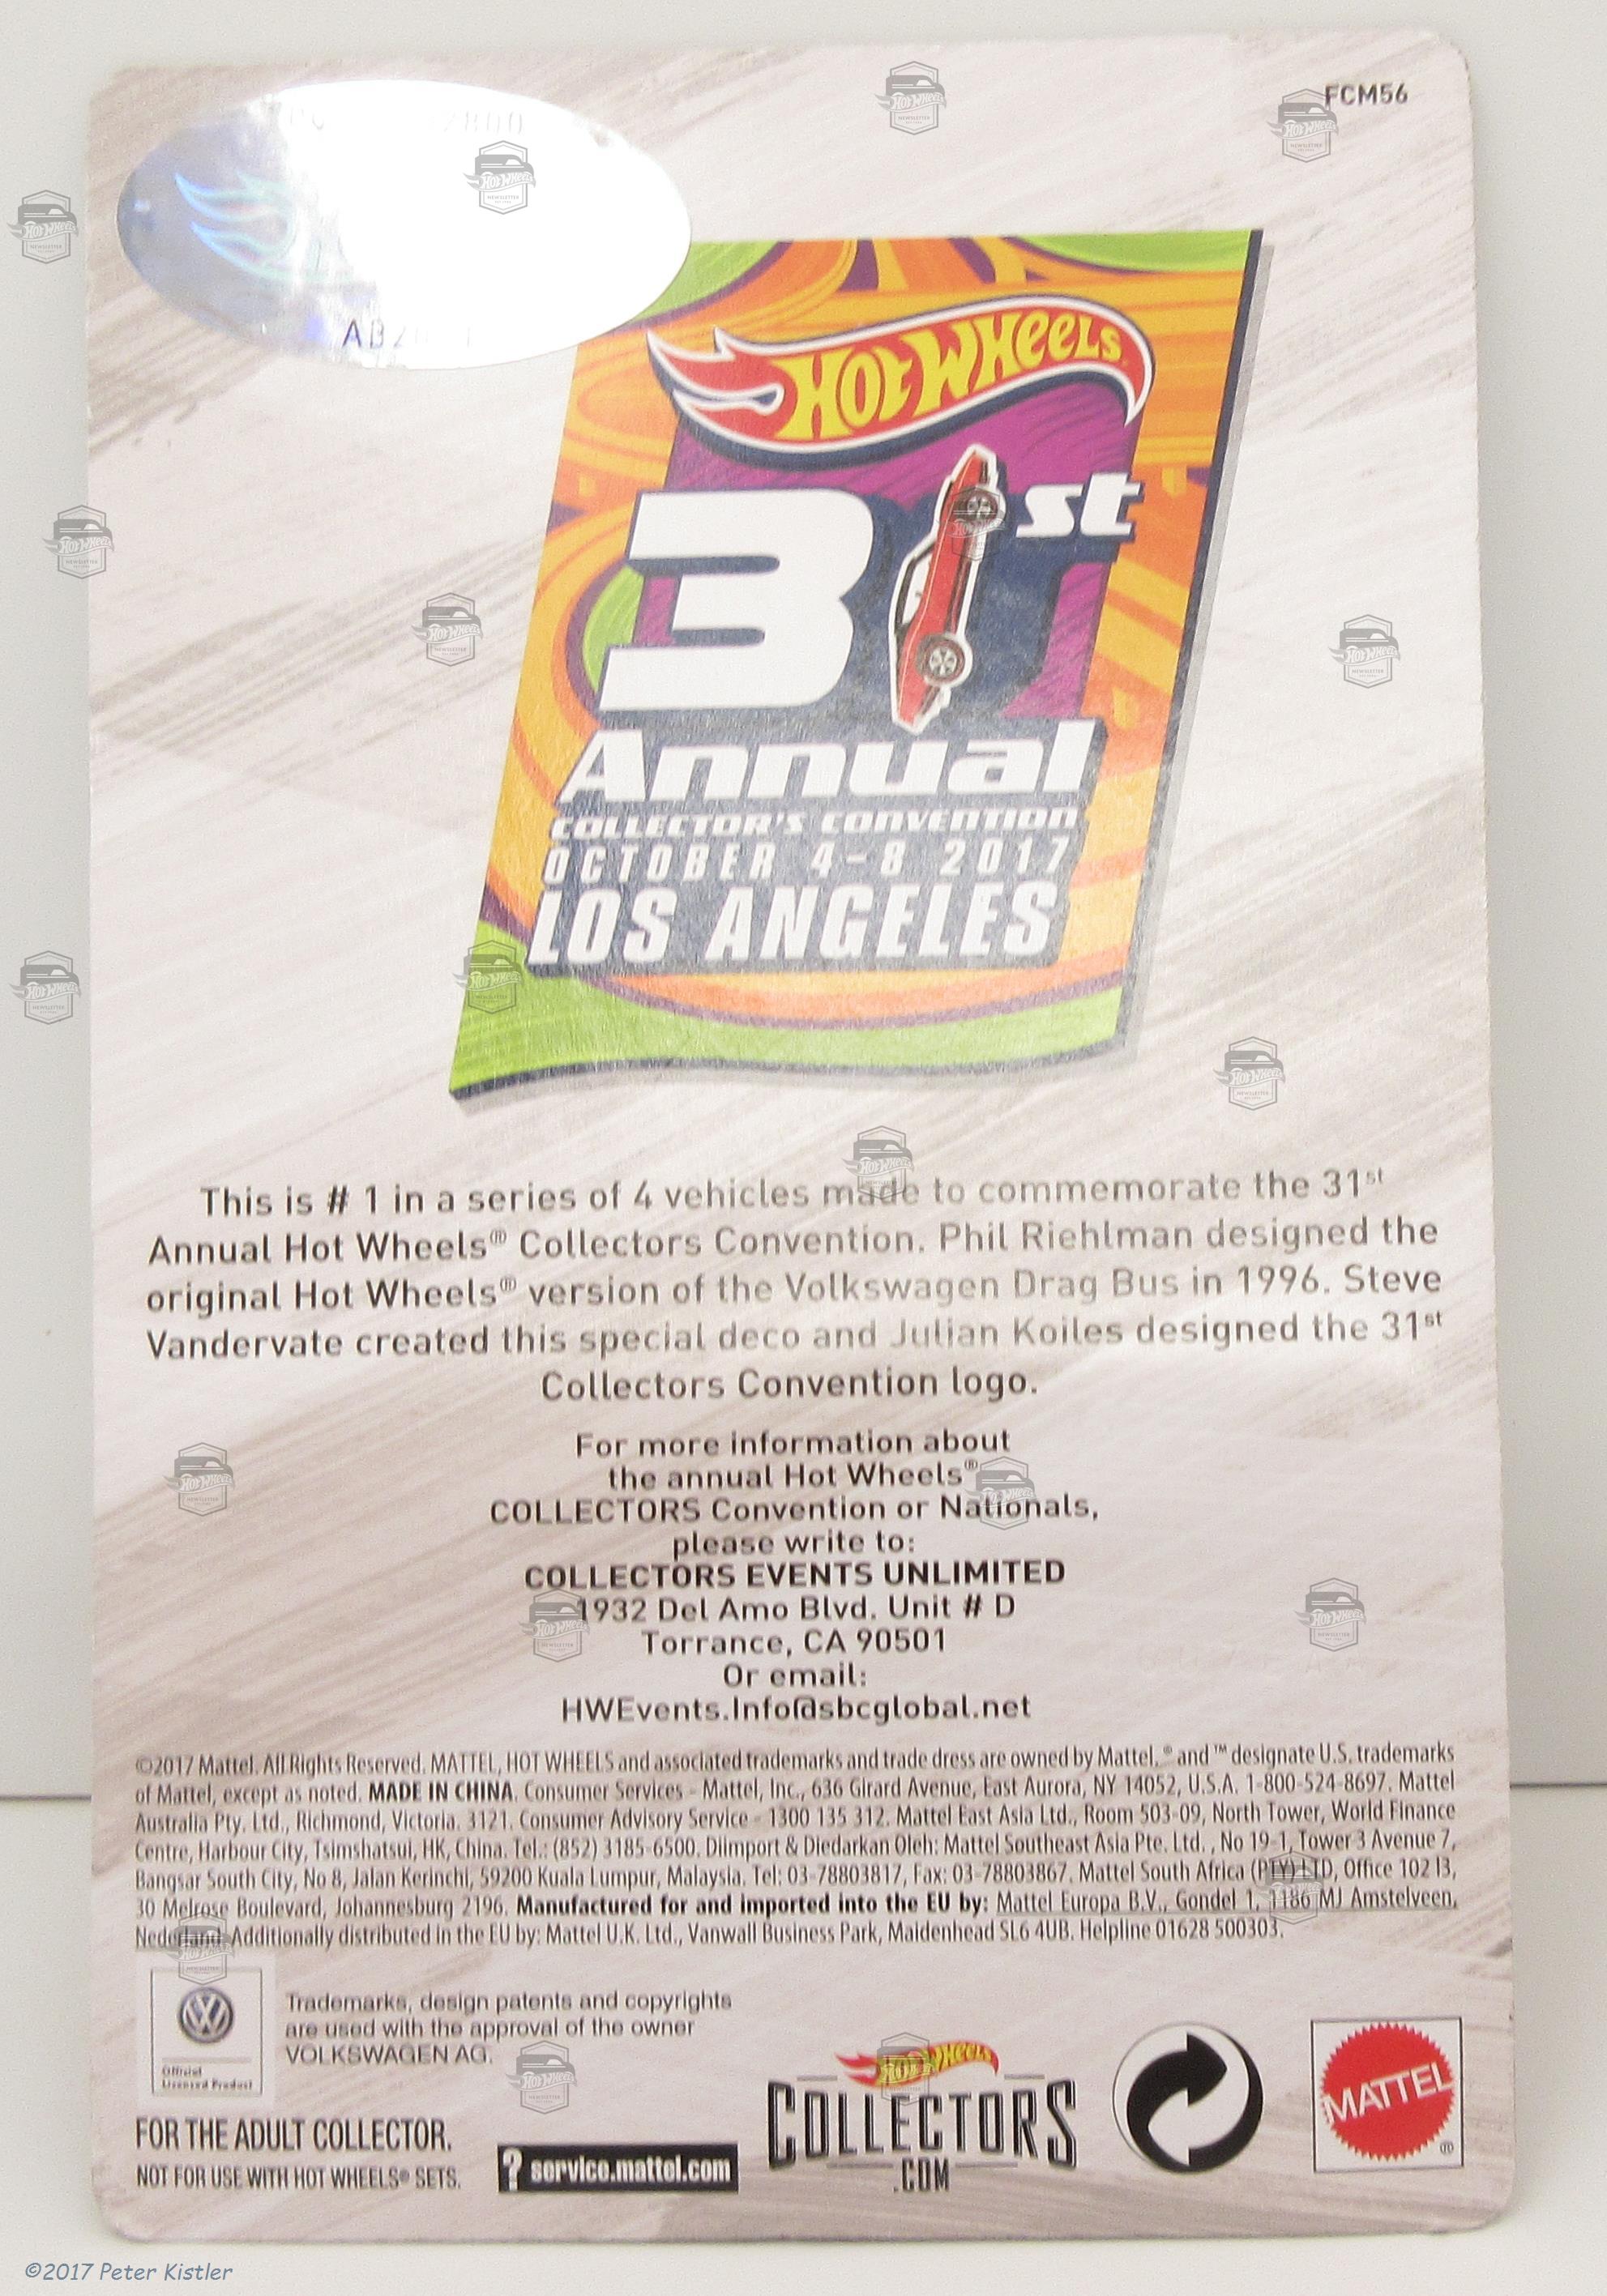 FCM56
HOT WHEELS
31st
Annual
COLLECTOR'S CONVENTION
OCTOBER 4-8 2017
LOS ANGELES
This is # 1 in a series of 4 vehicles made to commemorate the 31st
Annual Hot Wheels® Collectors Convention. Phil Riehlman designed the
original Hot Wheels® version of the Volkswagen Drag Bus in 1996. Steve
Vandervate created this special deco and Julian Koiles designed the 31st
Collectors Convention logo.
For more information about
the annual Hot Wheels®
COLLECTORS Convention or Nationals,
please write to:
COLLECTORS EVENTS UNLIMITED
1932 Del Amo Blvd. Unit # D
Torrance, CA 90501
Or email:
HWEvents.Info@sbcglobal.net
©2017 Mattel. All Rights Reserved. MATTEL, HOT WHEELS and associated trademarks and trade dress are owned by Mattel. ® and ™ designate U.S. trademarks
of Mattel, except as noted. MADE IN CHINA. Consumer Services - Mattel, Inc., 636 Girard Avenue, East Aurora, NY 14052, U.S.A. 1-800-524-8697. Mattel
Australia Pty. Ltd., Richmond, Victoria. 3121. Consumer Advisory Service - 1300 135 312. Mattel East Asia Ltd., Room 503-09, North Tower, World Finance
Centre, Harbour City, Tsimshatsui, HK, China. Tel.: (852) 3185-6500. Diimport & Diedarkan Oleh: Mattel Southeast Asia Pte. Ltd. , No 19-1, Tower 3 Avenue 7,
Bangsar South City, No 8, Jalan Kerinchi, 59200 Kuala Lumpur, Malaysia. Tel: 03-78803817, Fax: 03-78803867. Mattel South Africa (PTY) LTD, Office 102 I3,
30 Melrose Boulevard, Johannesburg 2196. Manufactured for and imported into the EU by: Mattel Europa B.V., Gondel 1, 1186 MJ Amstelveen,
Nederland Additionally distributed in the EU by: Mattel U.K. Ltd., Vanwall Business Park, Maidenhead SL6 4UB. Helpline 01628 500303.
Trademarks, design patents and copyrights
are used with the approval of the owner
VOLKSWAGEN AG.
Official
Licensed Product
FOR THE ADULT COLLECTOR.
NOT FOR USE WITH HOT WHEELS® SETS.
? service.mattel.com
HOT WHEELS
COLLECTORS
.COM
MATTEL
®
©2017 Peter Kistler